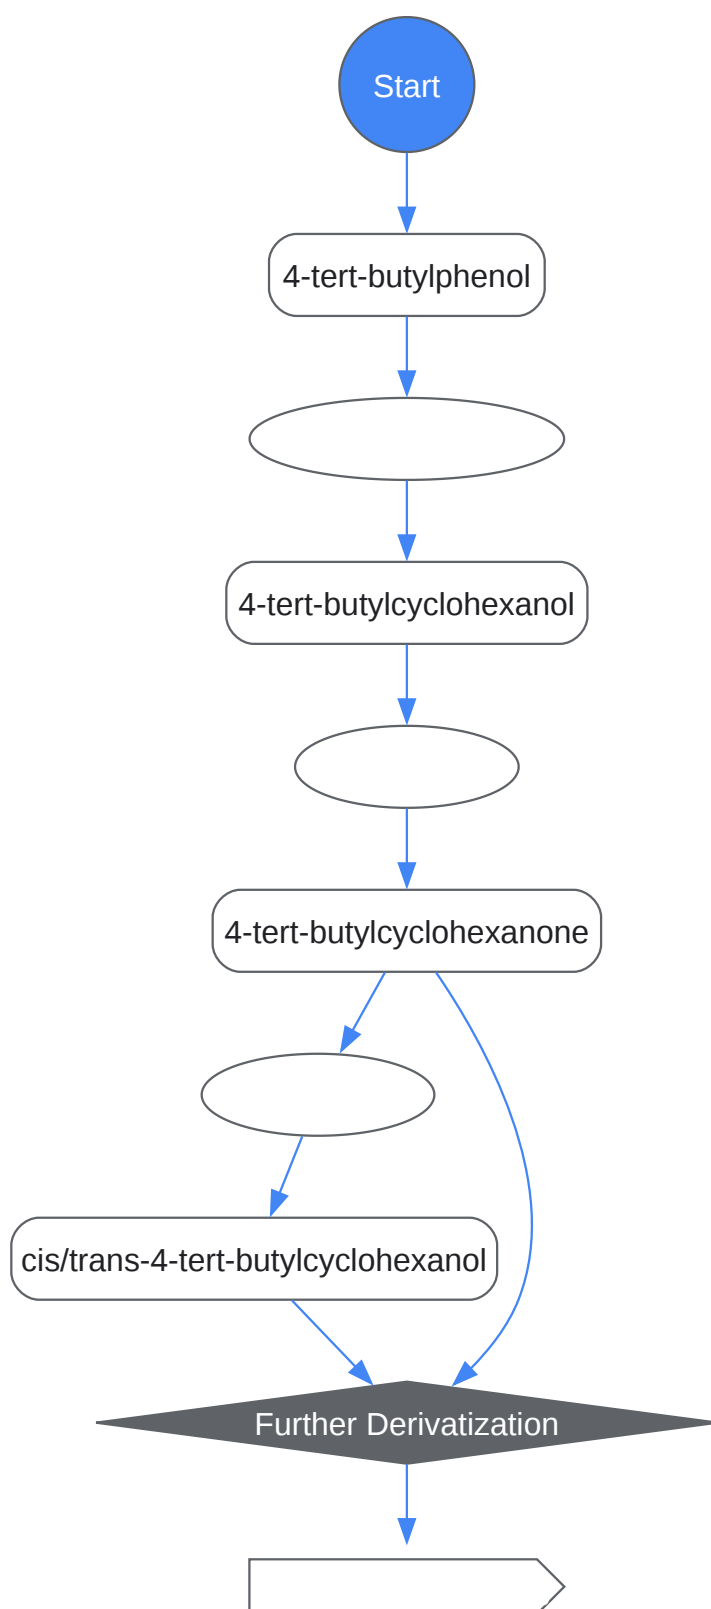 Start
4-tert-butylphenol
4-tert-butylcyclohexanol
4-tert-butylcyclohexanone
cis/trans-4-tert-butylcyclohexanol
Further Derivatization